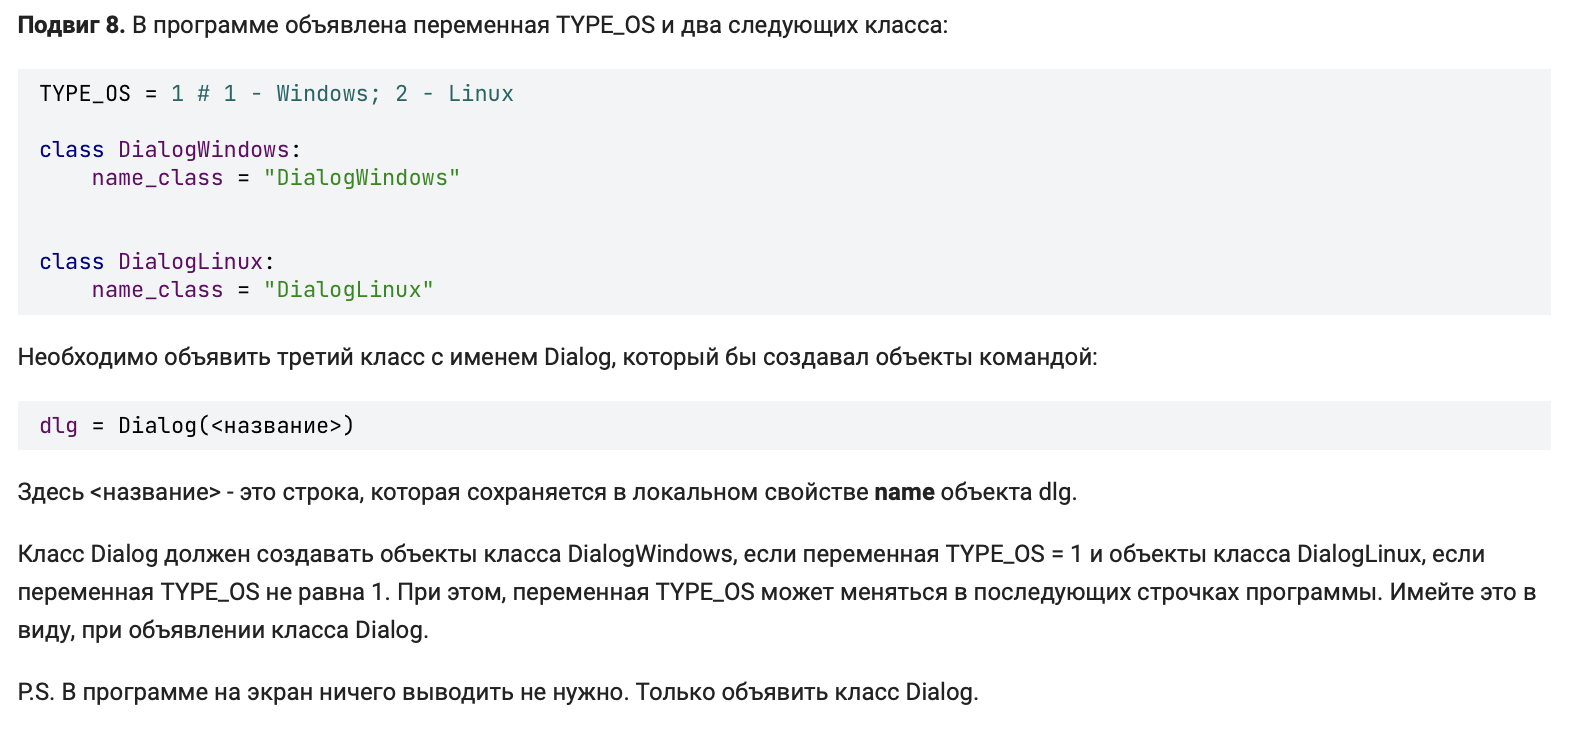 Подвиг 8. В программе объявлена переменная TYPE_OS и два следующих класса:
TYPE_OS = 1 # 1 - Windows; 2 - Linux
class DialogWindows:
    name_class = "DialogWindows"
class DialogLinux:
    name_class = "DialogLinux"
Необходимо объявить третий класс с именем Dialog, который бы создавал объекты командой:
dlg = Dialog(<название>)
Здесь <название> - это строка, которая сохраняется в локальном свойстве name объекта dlg.
Класс Dialog должен создавать объекты класса DialogWindows, если переменная TYPE_OS = 1 и объекты класса DialogLinux, если
переменная TYPE_OS не равна 1. При этом, переменная TYPE_OS может меняться в последующих строчках программы. Имейте это в
виду, при объявлении класса Dialog.
P.S. В программе на экран ничего выводить не нужно. Только объявить класс Dialog.